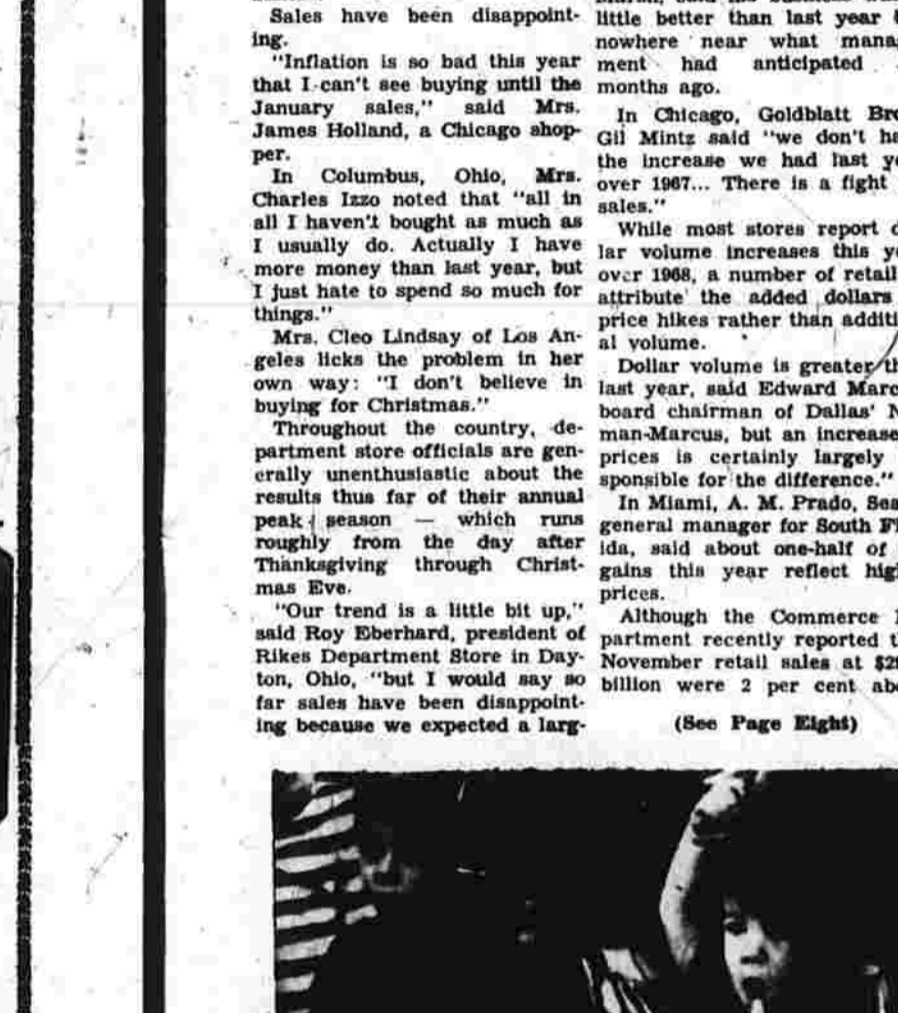 Sales have been disappoint-
ing.
"Inflation is so bad this year
that I can't see buying until the
January sales," said Mrs.
James Holland, a Chicago shop-
per.
In Columbus, Ohio, Mrs.
Charles Izzo noted that "all in
all I haven't bought as much as
I usually do. Actually I have
more money than last year, but
I just hate to spend so much for
things."
Mrs. Cleo Lindsay of Los An-
geles licks the problem in her
own way: "I don't believe in
buying for Christmas."
Throughout the country, de-
partment store officials are gen-
erally unenthusiastic about the
results thus far of their annual
peak season — which runs
roughly from the day after
Thanksgiving through Christ-
mas Eve.
"Our trend is a little bit up,"
said Roy Eberhard, president of
Rikes Department Store in Day-
ton, Ohio, "but I would say so
far sales have been disappoint-
ing because we expected a larg-
little better than last year
nowhere near what mana
ment had anticipated
months ago.
In Chicago, Goldblatt Bro
Gil Mintz said "we don't ha
the increase we had last ye
over 1967... There is a fight
sales."
While most stores report d
lar volume increases this ye
over 1968, a number of retail
attribute the added dollars
price hikes rather than additi
al volume.
Dollar volume is greater th
last year, said Edward Marc
board chairman of Dallas' N
man-Marcus, but an increase
prices is certainly largely
sponsible for the difference."
In Miami, A. M. Prado, Sea
general manager for South Fl
ida, said about one-half of
gains this year reflect high
prices.
Although the Commerce
partment recently reported t
November retail sales at $29
billion were 2 per cent abo
(See Page Eight)